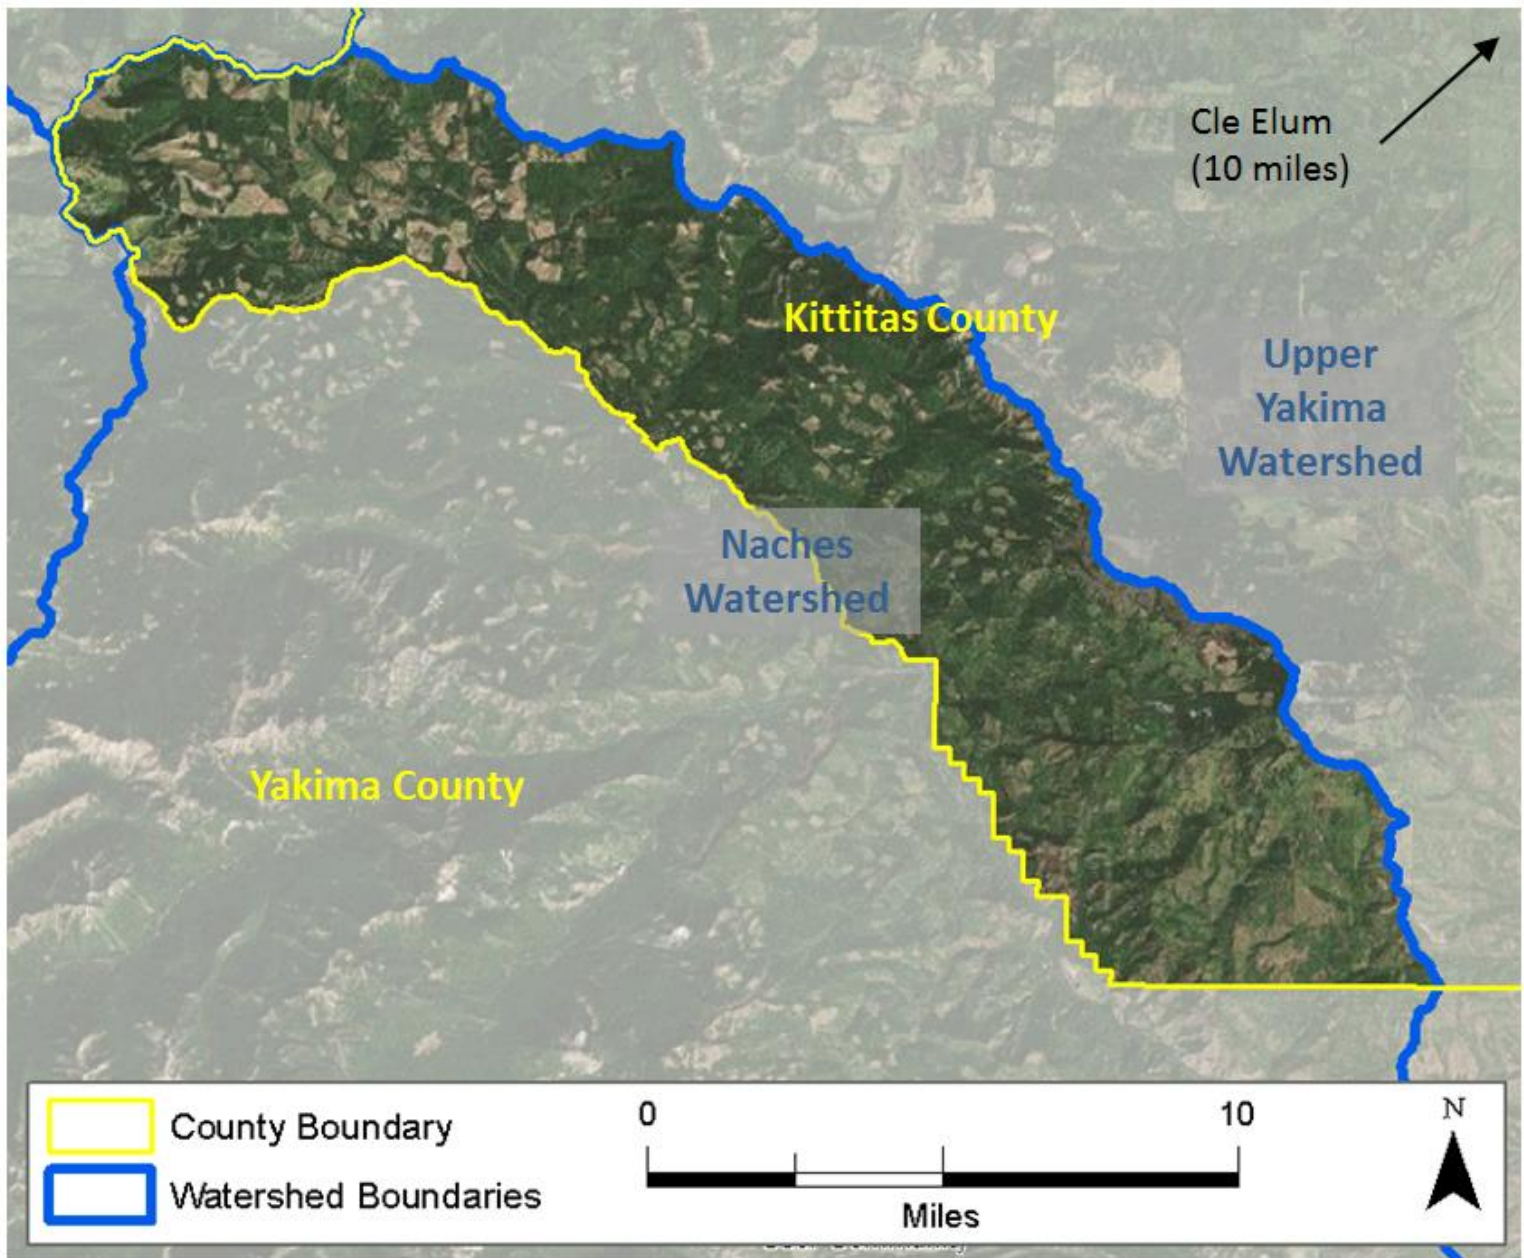 Cle Elum
(10 miles)
Kittitas County
Upper
Yakima
Watershed
Naches
Watershed
Yakima County
County Boundary
Watershed Boundaries
0
10
Miles
N